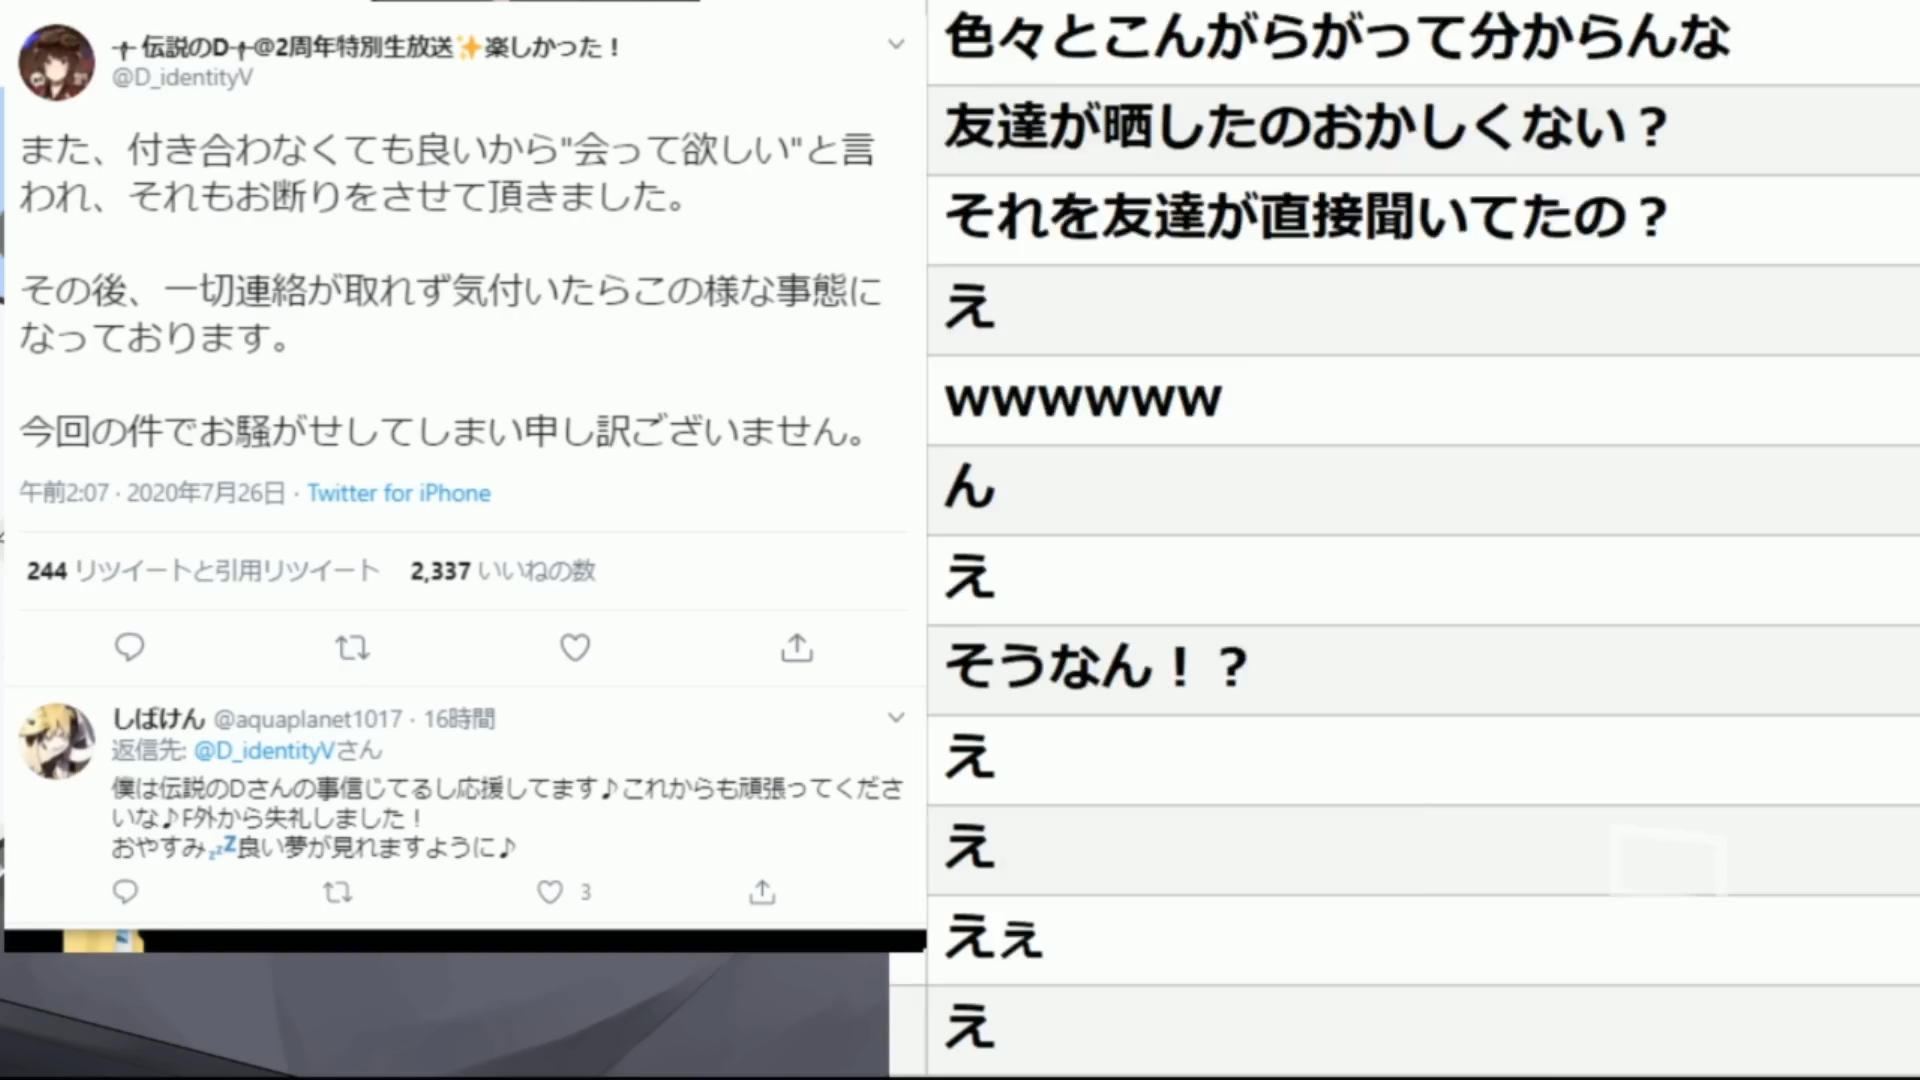 伝説のD@2周年特別生放送✨楽しかった！
@D_identityV
また、付き合わなくても良いから"会って欲しい"と言
われ、それもお断りをさせて頂きました。
その後、一切連絡が取れず気付いたらこの様な事態に
なっております。
今回の件でお騒がせしてしまい申し訳ございません。
午前2:07 · 2020年7月26日 · Twitter for iPhone
244 リツイートと引用リツイート 2,337 いいねの数
しばけん @aquaplanet1017 · 16時間
返信先: @D_identityVさん
僕は伝説のDさんの事信じてるし応援してます♪これからも頑張ってくださ
いな♪F外から失礼しました！
おやすみ💤良い夢が見れますように♪
3
色々とこんがらがって分からんな
友達が晒したのおかしくない？
それを友達が直接聞いてたの？
え
wwwwww
ん
え
そうなん！？
え
え
えぇ
え